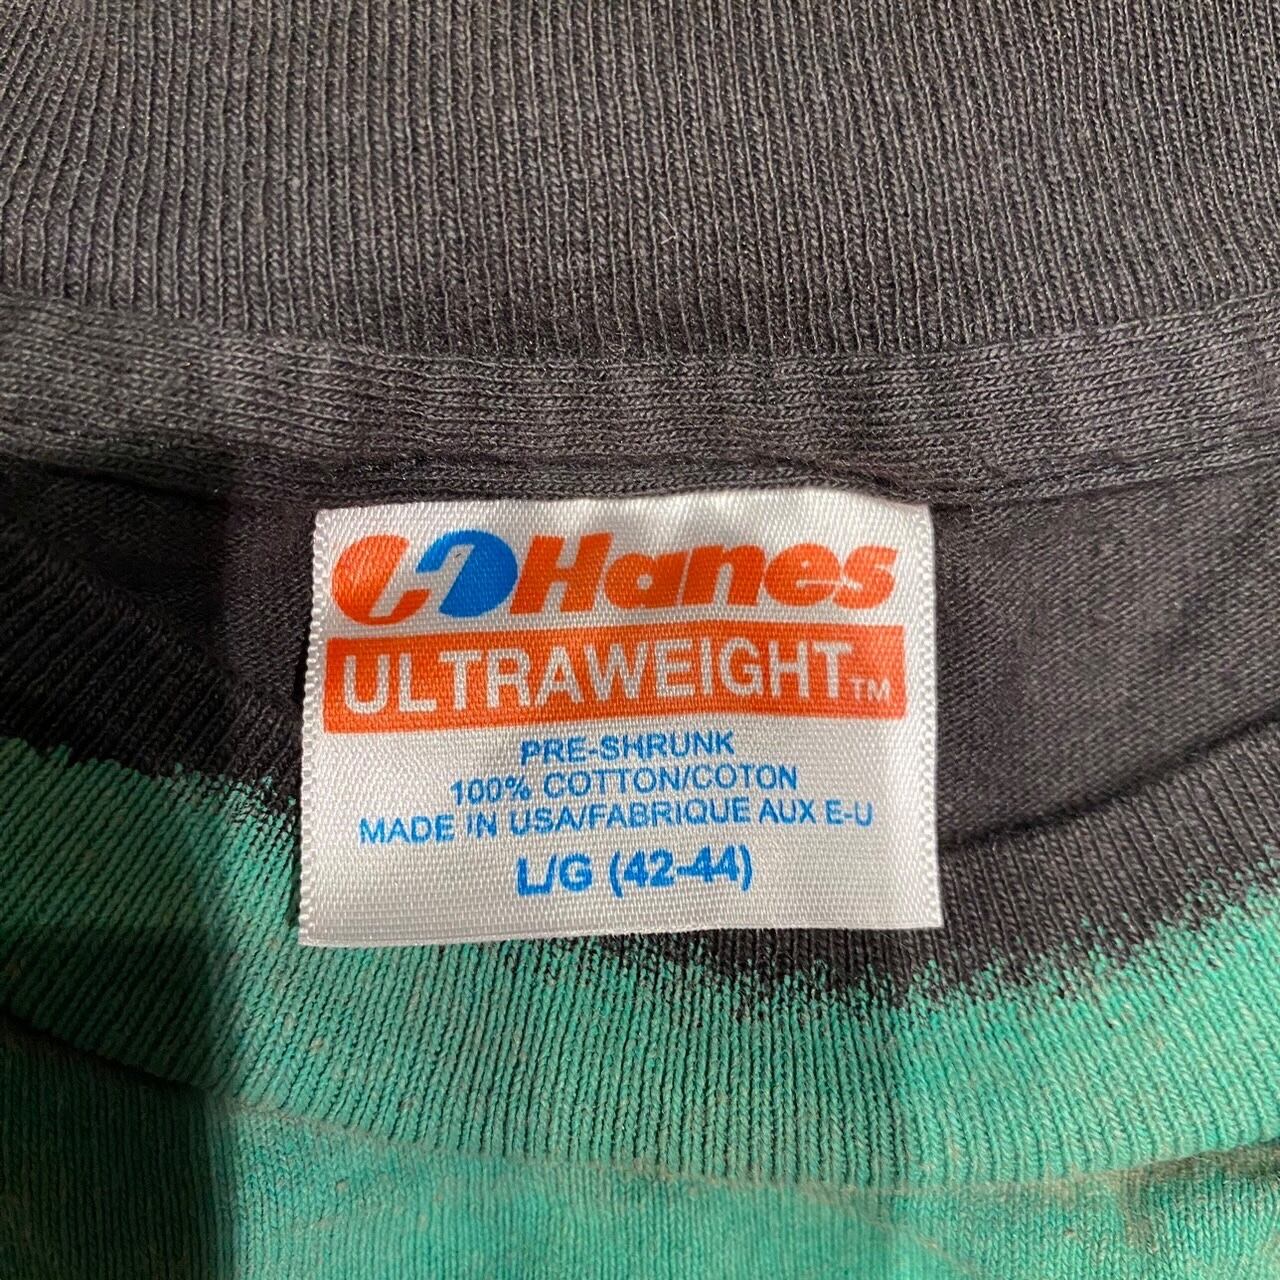 Hanes
ULTRAWEIGHT™
PRE-SHRUNK
100% COTTON/COTON
MADE IN USA/FABRIQUE AUX E-U
L/G (42-44)